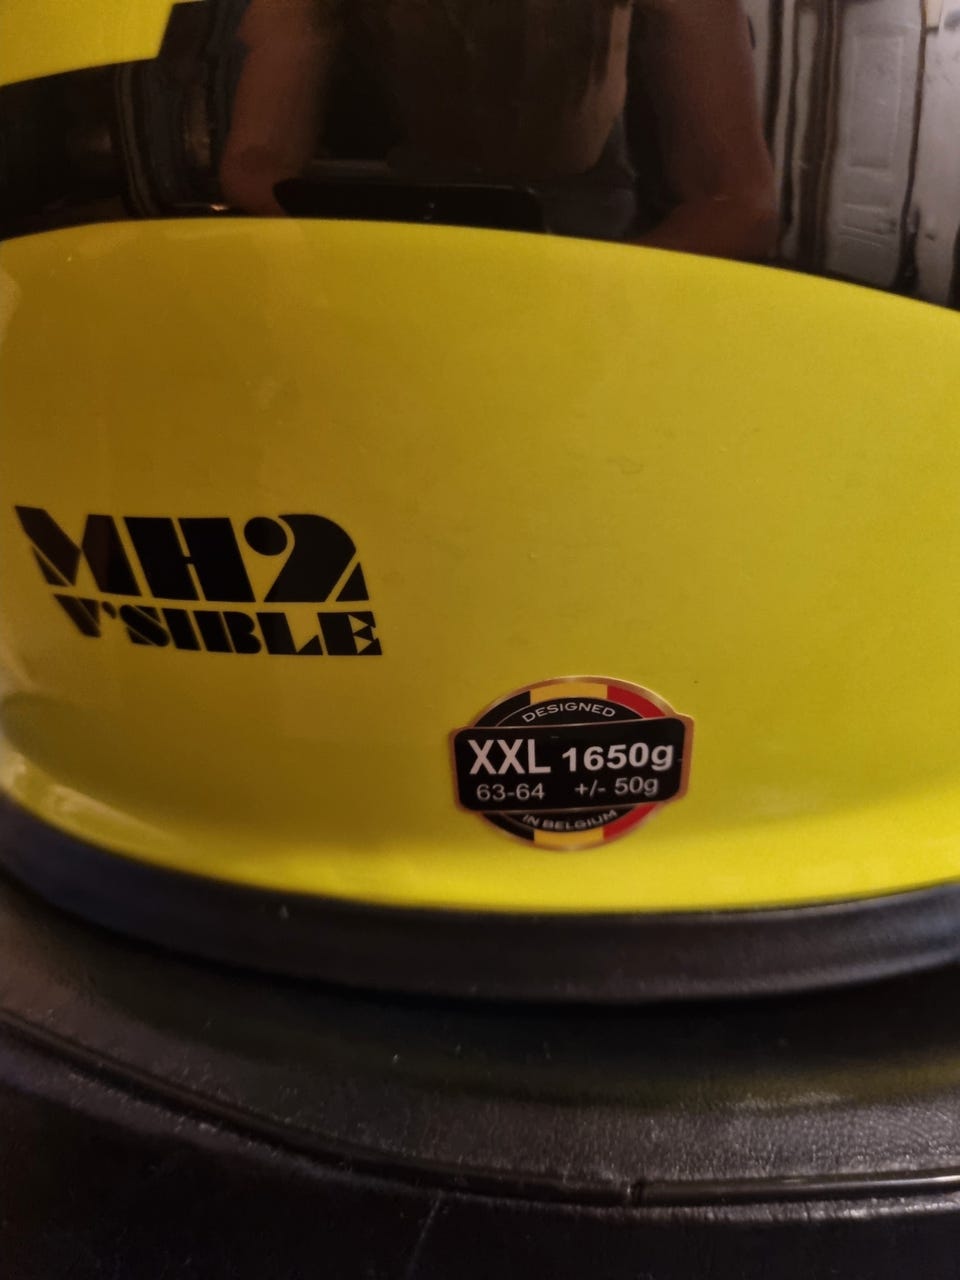 MH2
V'SIBLE
DESIGNED
XXL 1650g
63-64 +/- 50g
IN BELGIUM